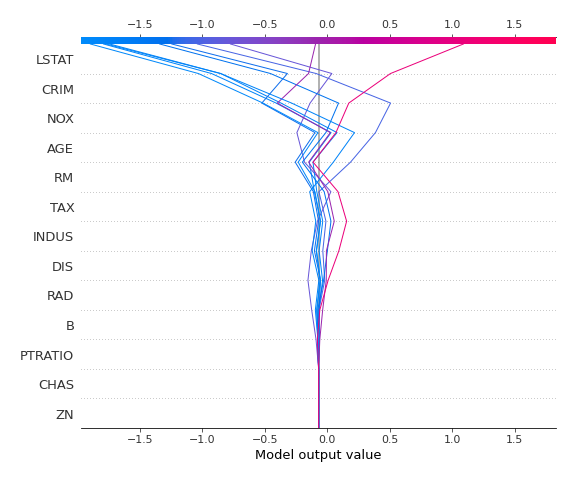 −1.5 −1.0 −0.5 0.0 0.5 1.0 1.5
LSTAT
CRIM
NOX
AGE
RM
TAX
INDUS
DIS
RAD
B
PTRATIO
CHAS
ZN
−1.5 −1.0 −0.5 0.0 0.5 1.0 1.5
Model output value